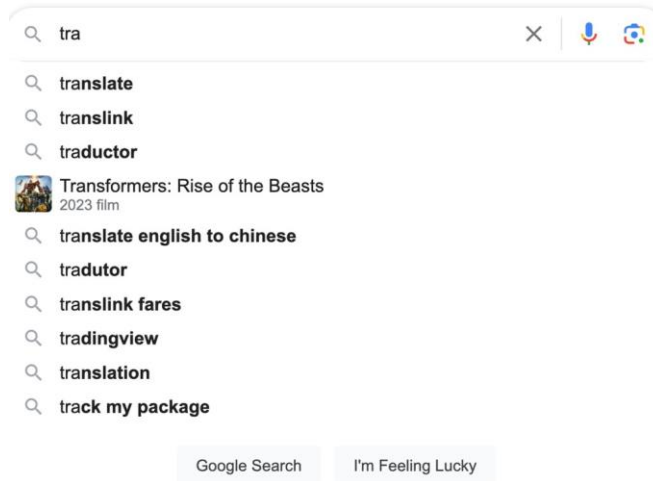 tra
translate
translink
traductor
Transformers: Rise of the Beasts
2023 film
translate english to chinese
tradutor
translink fares
tradingview
translation
track my package
Google Search
I'm Feeling Lucky